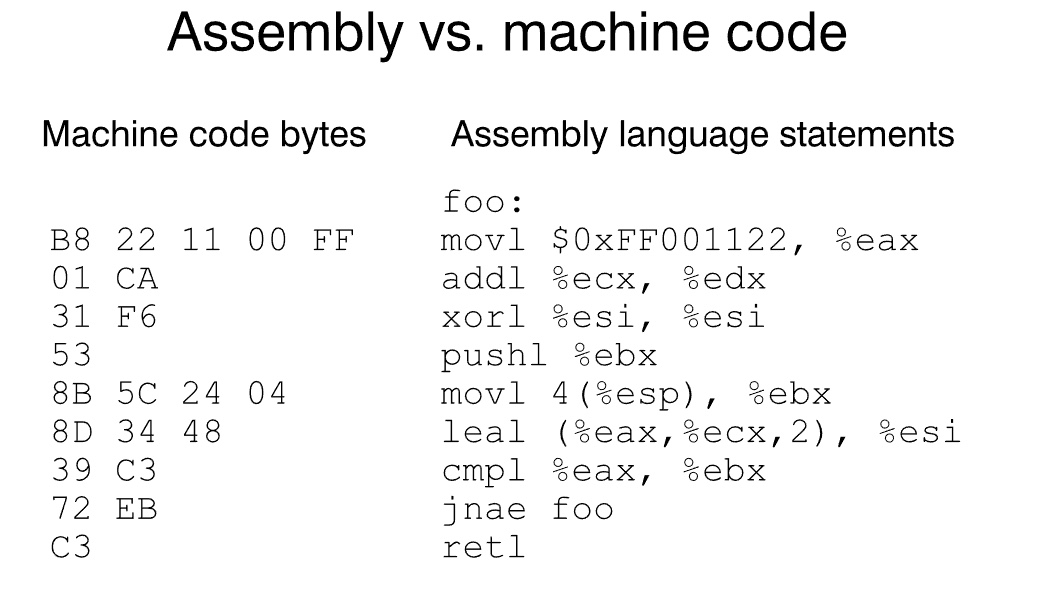 Assembly vs. machine code
Machine code bytes Assembly language statements
foo:
B8 22 11 00 FF movl $0xFF001122, %eax
01 CA addl %ecx, %edx
31 F6 xorl %esi, %esi
53 pushl %ebx
8B 5C 24 04 movl 4(%esp), %ebx
8D 34 48 leal (%eax,%ecx,2), %esi
39 C3 cmpl %eax, %ebx
72 EB jnae foo
C3 retl